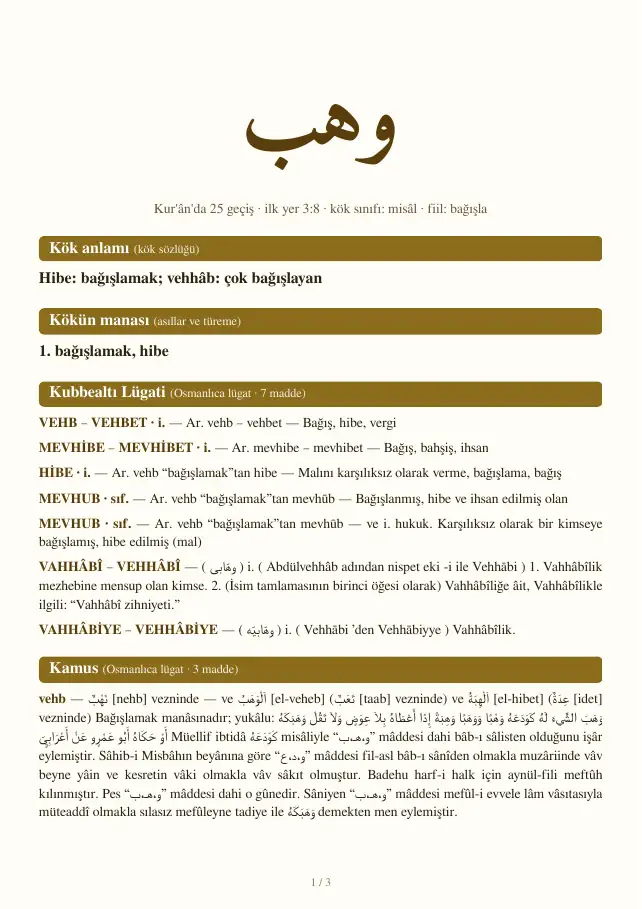 وهب
Kur'ân'da 25 geçiş · ilk yer 3:8 · kök sınıfı: misâl · fiil: bağışla
Kök anlamı (kök sözlüğü)
Hibe: bağışlamak; vehhâb: çok bağışlayan
Kökün manası (asıllar ve türeme)
1. bağışlamak, hibe
Kubbealtı Lügati (Osmanlıca lügat · 7 madde)
VEHB – VEHBET · i. — Ar. vehb – vehbet — Bağış, hibe, vergi
MEVHİBE – MEVHİBET · i. — Ar. mevhibe – mevhibet — Bağış, bahşiş, ihsan
HİBE · i. — Ar. vehb “bağışlamak”tan hibe — Malını karşılıksız olarak verme, bağışlama, bağış
MEVHUB · sıf. — Ar. vehb “bağışlamak”tan mevhūb — Bağışlanmış, hibe ve ihsan edilmiş olan
MEVHUB · sıf. — Ar. vehb “bağışlamak”tan mevhūb — ve i. hukuk. Karşılıksız olarak bir kimseye
bağışlamış, hibe edilmiş (mal)
VAHHÂBÎ – VEHHÂBÎ — ( وهّابى ) i. ( Abdülvehhâb adından nispet eki -і ile Vehhābі ) 1. Vahhâbîlik
mezhebine mensup olan kimse. 2. (İsim tamlamasının birinci öğesi olarak) Vahhâbîliğe âit, Vahhâbîlikle
ilgili: “Vahhâbî zihniyeti.”
VAHHÂBİYE – VEHHÂBİYE — ( وهّابيّه ) i. ( Vehhābі ’den Vehhābiyye ) Vahhâbîlik.
Kamus (Osmanlıca lügat · 3 madde)
vehb — نَهْبٌ [nehb] vezninde — ve اَلْوَهَبُ [el-veheb] (تَعَبٌ [taab] vezninde) ve اَلْهِبَةُ [el-hibet] (عِدَةٌ [idet]
vezninde) Bağışlamak manâsınadır; yukâlu: وَهَبَ الشَّيْءَ لَهُ كَوَدَعَهُ وَهْبًا وَوَهَبًا وَهِبَةً إِذَا أَعْطَاهُ بِلاَ عِوَضٍ وَلاَ تَقُلْ وَهَبَكَهُ
أَوْ حَكَاهُ أَبُو عَمْرٍو عَنْ أَعْرَابِيٍّ Müellif ibtidâ كَوَدَعَهُ misâliyle “و،ه،ب” mâddesi dahi bâb-ı sâlisten olduğunu işâr
eylemiştir. Sâhib-i Misbâhın beyânına göre “و،د،ع” mâddesi fil-asl bâb-ı sânîden olmakla muzâriinde vâv
beyne yâin ve kesretin vâki olmakla vâv sâkıt olmuştur. Badehu harf-i halk için aynül-fili meftûh
kılınmıştır. Pes “و،ه،ب” mâddesi dahi o gûnedir. Sâniyen “و،ه،ب” mâddesi mefûl-i evvele lâm vâsıtasıyla
müteaddî olmakla sılasız mefûleyne tadiye ile وَهَبَكَهُ demekten men eylemiştir.
1 / 3